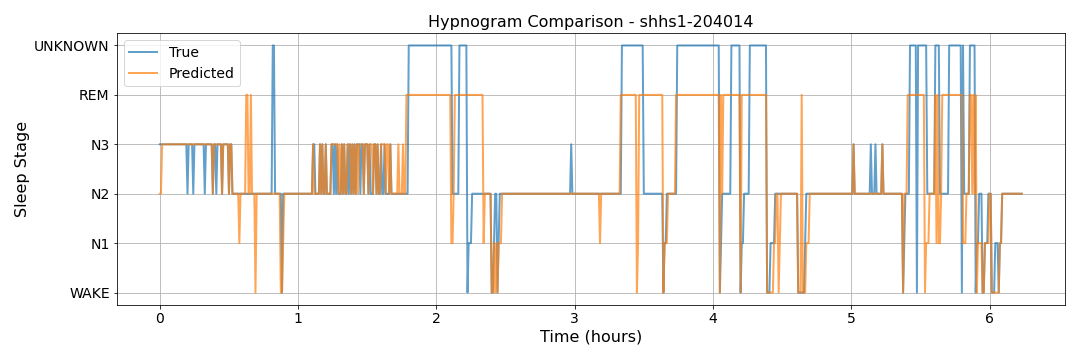 Hypnogram Comparison - shhs1-204014
Sleep Stage
UNKNOWN
REM
N3
N2
N1
WAKE
True
Predicted
0 1 2 3 4 5 6
Time (hours)